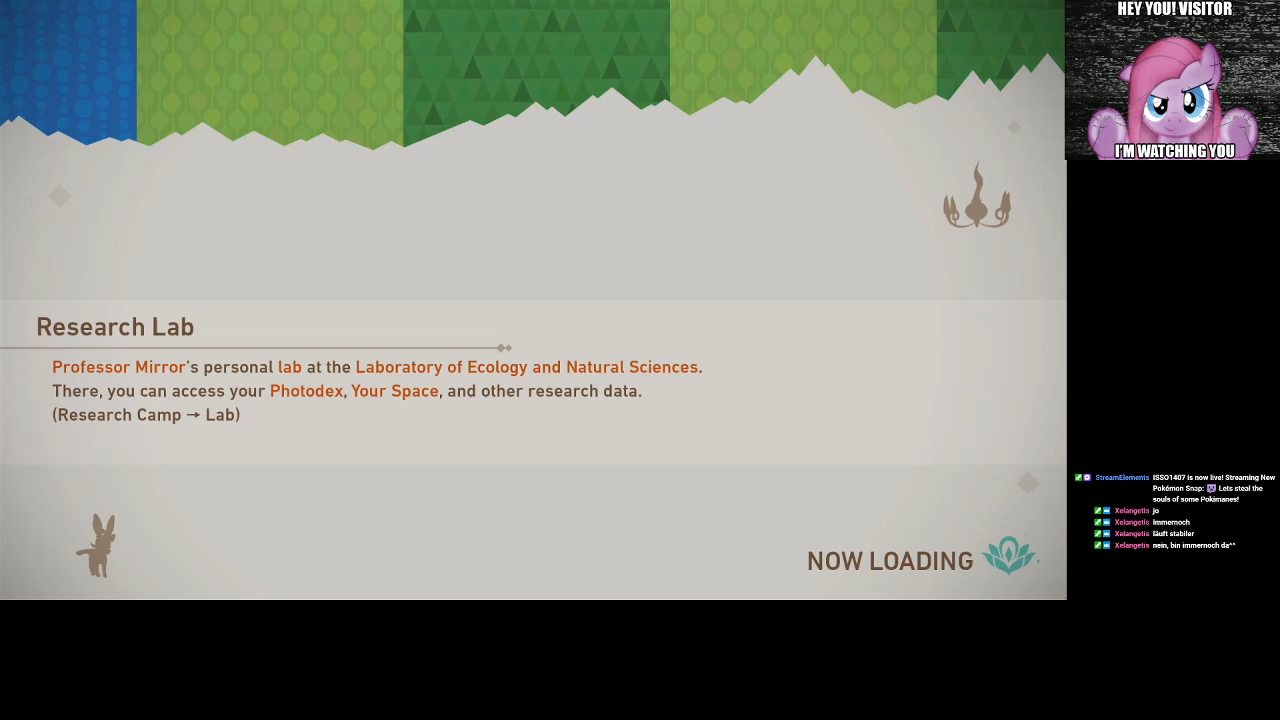 HEY YOU! VISITOR
I'M WATCHING YOU
Research Lab
Professor Mirror's personal lab at the Laboratory of Ecology and Natural Sciences.
There, you can access your Photodex, Your Space, and other research data.
(Research Camp → Lab)
NOW LOADING
StreamElements ISSO1407 is now live! Streaming New
Pokémon Snap: 😈 Lets steal the
souls of some Pokimanes!
Xelangetis jo
Xelangetis Immernoch
Xelangetis läuft stabiler
Xelangetis nein, bin immernoch da^^